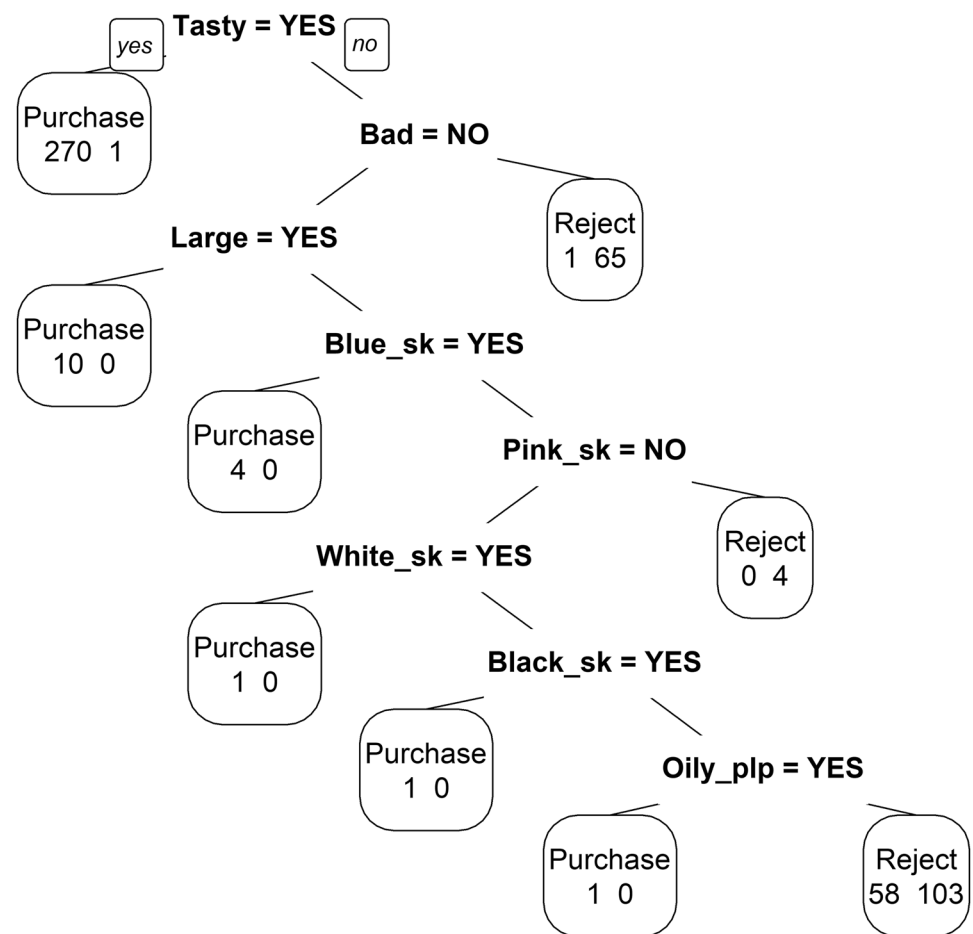 Tasty = YES
yes
no
Purchase
270 1
Bad = NO
Reject
1 65
Large = YES
Purchase
10 0
Blue_sk = YES
Purchase
4 0
Pink_sk = NO
Reject
0 4
White_sk = YES
Purchase
1 0
Black_sk = YES
Purchase
1 0
Oily_plp = YES
Purchase
1 0
Reject
58 103